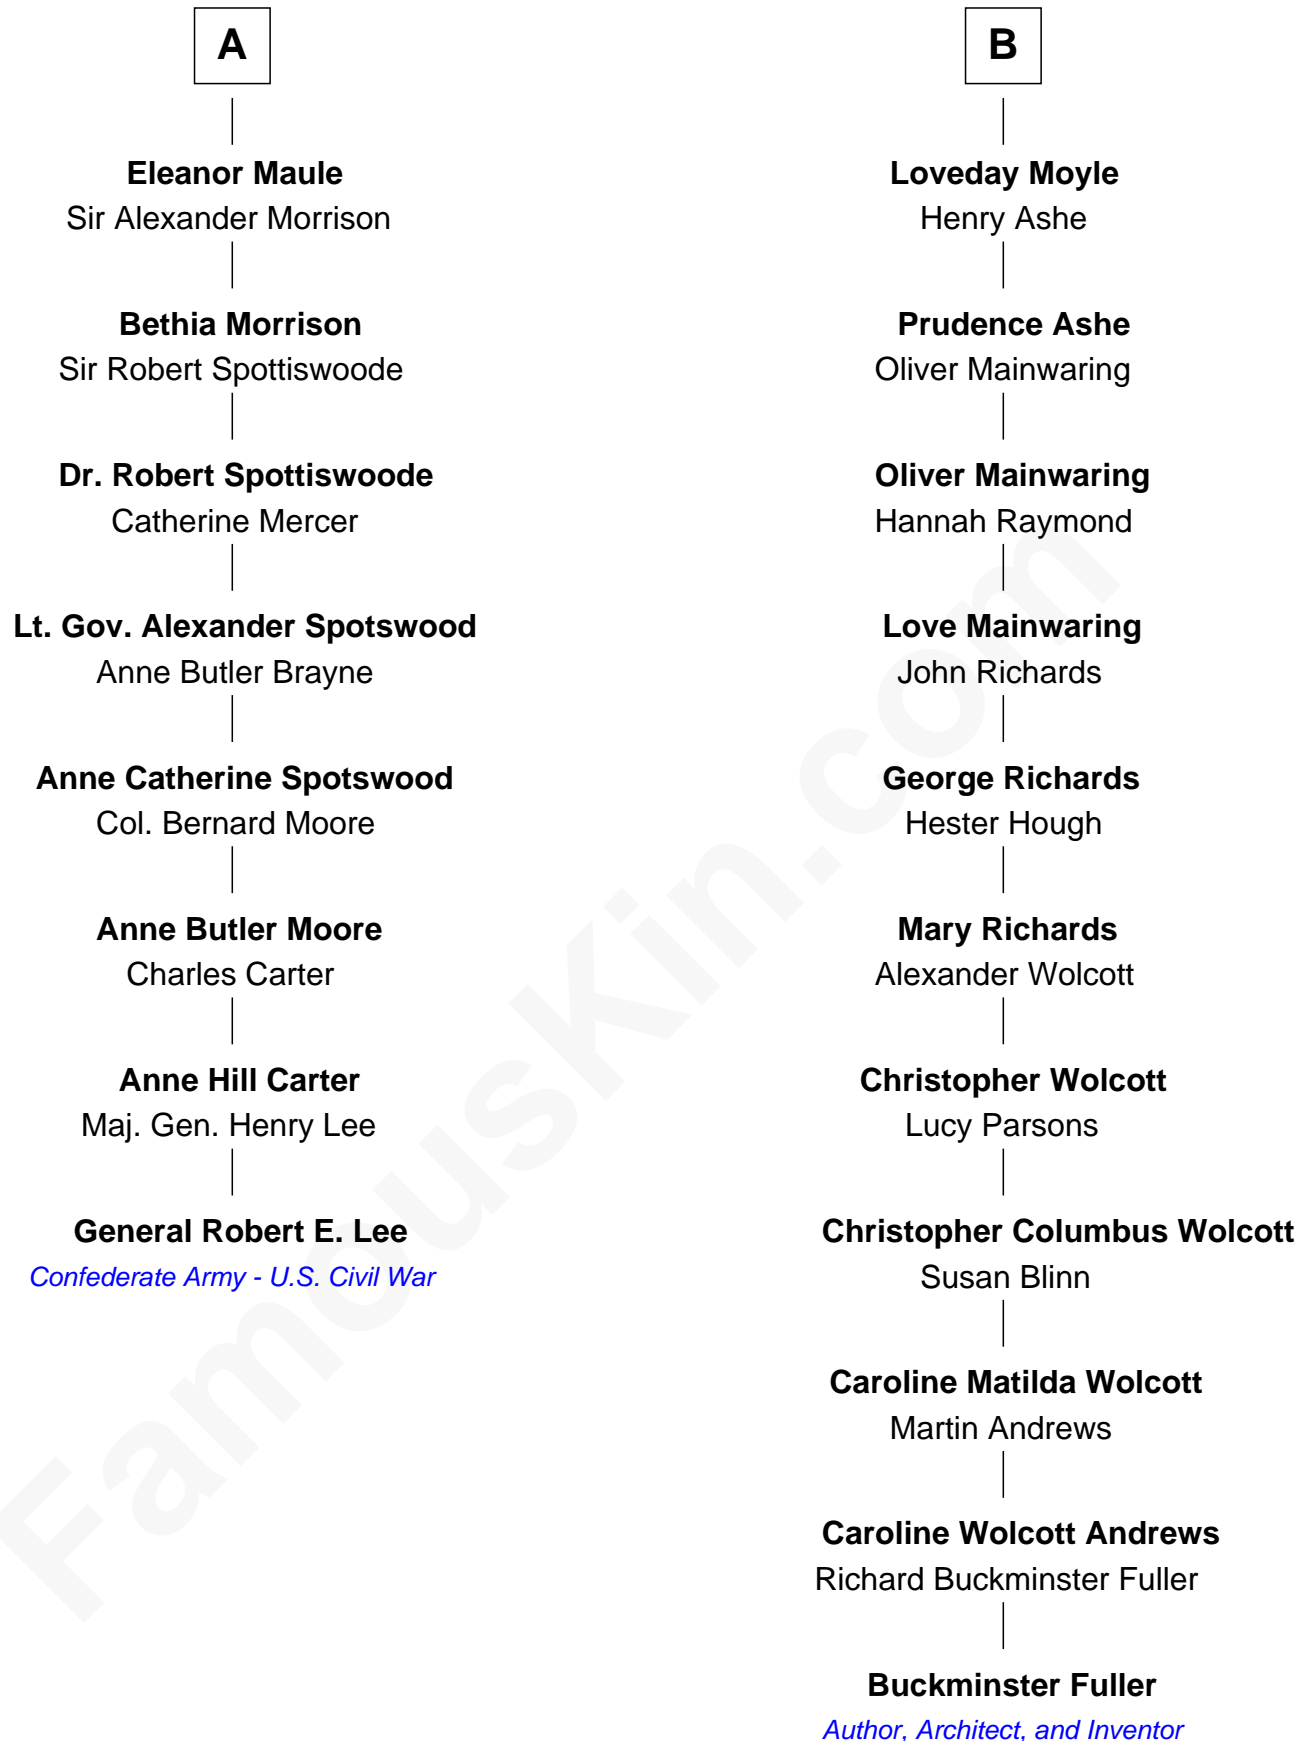 A
Eleanor Maule
Sir Alexander Morrison
Bethia Morrison
Sir Robert Spottiswoode
Dr. Robert Spottiswoode
Catherine Mercer
Lt. Gov. Alexander Spotswood
Anne Butler Brayne
Anne Catherine Spotswood
Col. Bernard Moore
Anne Butler Moore
Charles Carter
Anne Hill Carter
Maj. Gen. Henry Lee
General Robert E. Lee
Confederate Army - U.S. Civil War
B
Loveday Moyle
Henry Ashe
Prudence Ashe
Oliver Mainwaring
Oliver Mainwaring
Hannah Raymond
Love Mainwaring
John Richards
George Richards
Hester Hough
Mary Richards
Alexander Wolcott
Christopher Wolcott
Lucy Parsons
Christopher Columbus Wolcott
Susan Blinn
Caroline Matilda Wolcott
Martin Andrews
Caroline Wolcott Andrews
Richard Buckminster Fuller
Buckminster Fuller
Author, Architect, and Inventor
FamousKin.com